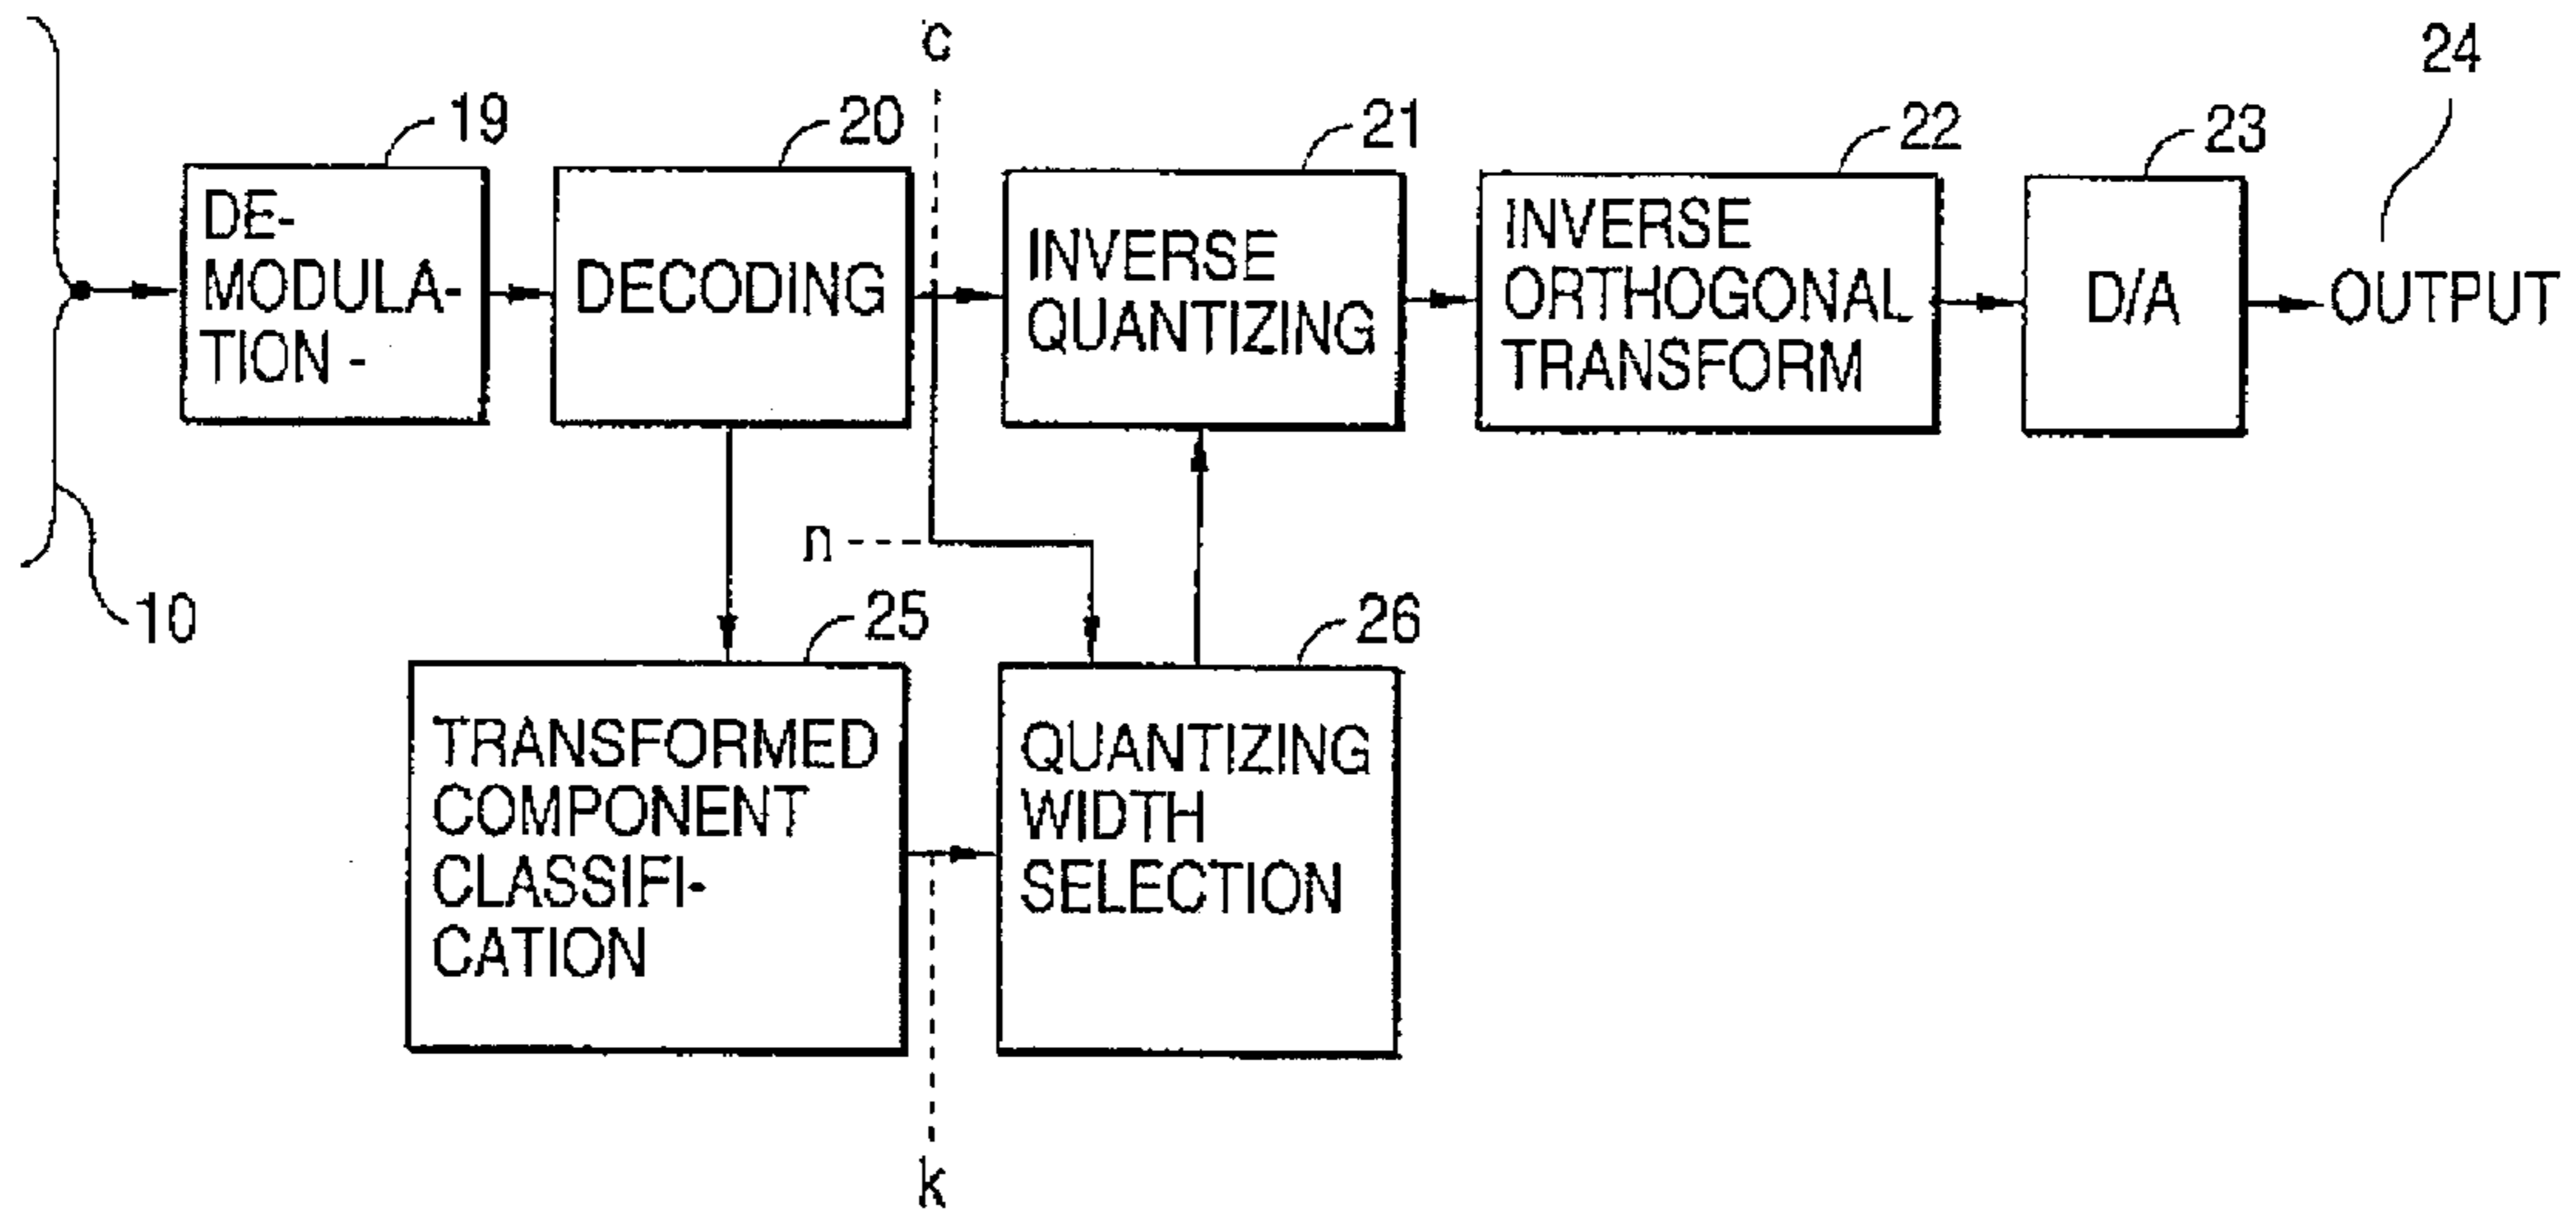 c
24
19
20
21
22
23
DE-
MODULA-
TION -
DECODING
INVERSE
QUANTIZING
INVERSE
ORTHOGONAL
TRANSFORM
D/A
OUTPUT
n
10
25
26
TRANSFORMED
COMPONENT
CLASSIFI-
CATION
QUANTIZING
WIDTH
SELECTION
k